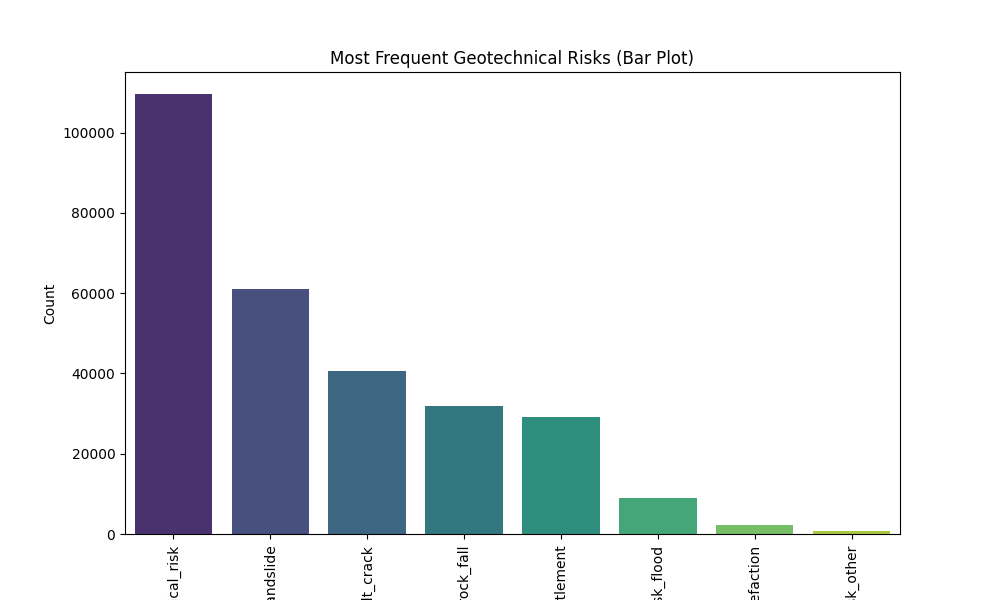 Most Frequent Geotechnical Risks (Bar Plot)
100000
80000
60000
40000
20000
0
Count
cal_risk
andslide
lt_crack
rock_fall
tlement
sk_flood
efaction
k_other